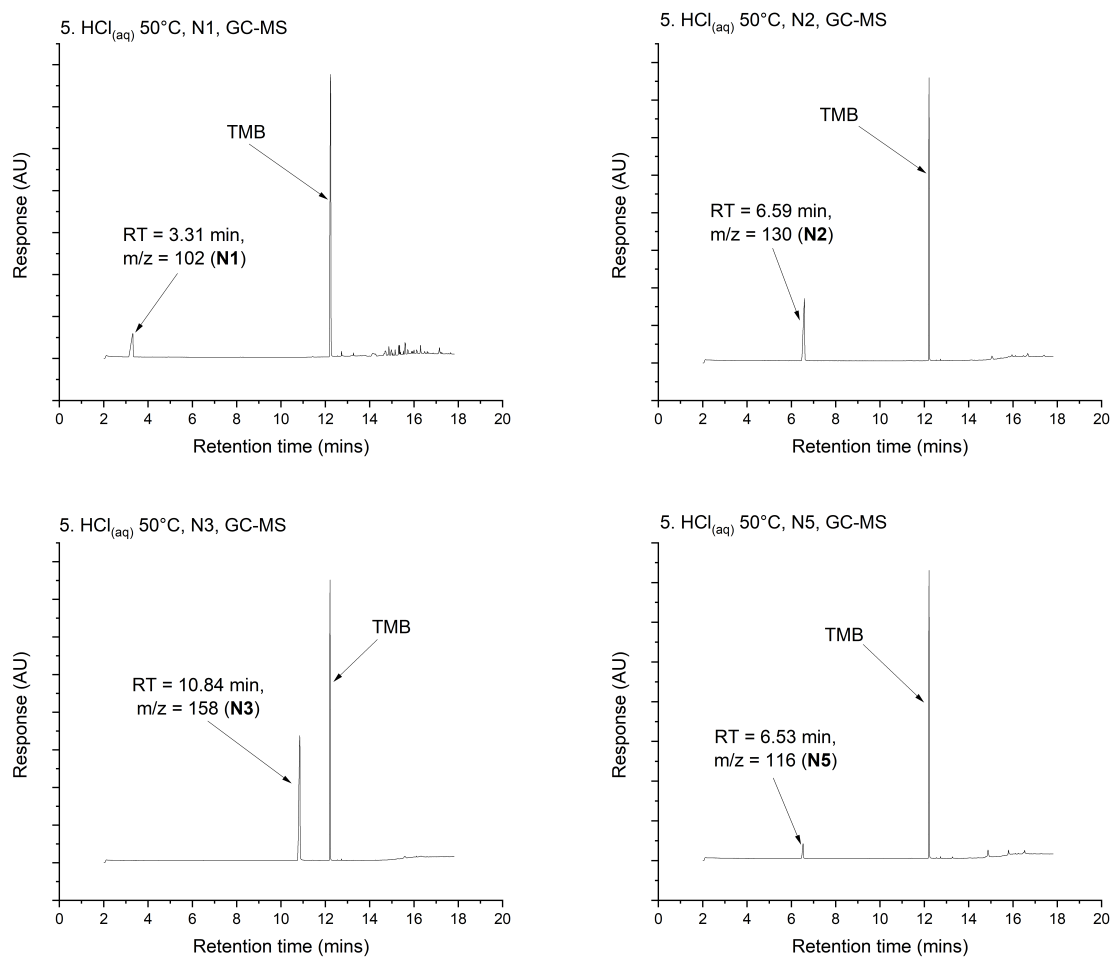 5. HCl(aq) 50°C, N1, GC-MS
Response (AU)
TMB
RT = 3.31 min,
m/z = 102 (N1)
0 2 4 6 8 10 12 14 16 18 20
Retention time (mins)
5. HCl(aq) 50°C, N2, GC-MS
Response (AU)
TMB
RT = 6.59 min,
m/z = 130 (N2)
0 2 4 6 8 10 12 14 16 18 20
Retention time (mins)
5. HCl(aq) 50°C, N3, GC-MS
Response (AU)
TMB
RT = 10.84 min,
m/z = 158 (N3)
0 2 4 6 8 10 12 14 16 18 20
Retention time (mins)
5. HCl(aq) 50°C, N5, GC-MS
Response (AU)
TMB
RT = 6.53 min,
m/z = 116 (N5)
0 2 4 6 8 10 12 14 16 18 20
Retention time (mins)